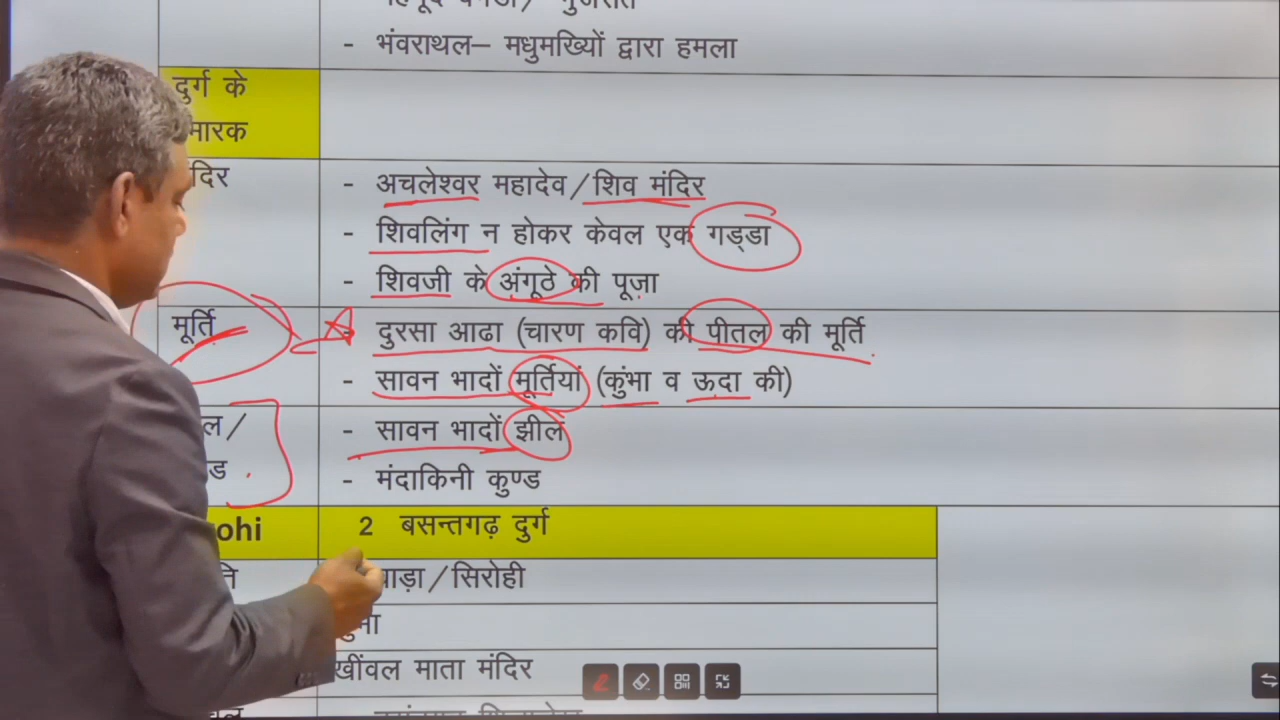 - भंवराथल– मधुमख्यिों द्वारा हमला
दुर्ग के
मारक
दिर
- अचलेश्वर महादेव/शिव मंदिर
- शिवलिंग न होकर केवल एक गड्डा
- शिवजी के अंगूठे की पूजा
मूर्ति
- दुरसा आढा (चारण कवि) की पीतल की मूर्ति
- सावन भादों मूर्तियां (कुंभा व ऊदा की)
ल/
ड
- सावन भादों झील
- मंदाकिनी कुण्ड
ohi 2 बसन्तगढ़ दुर्ग
ति वाड़ा/सिरोही
खींवल माता मंदिर